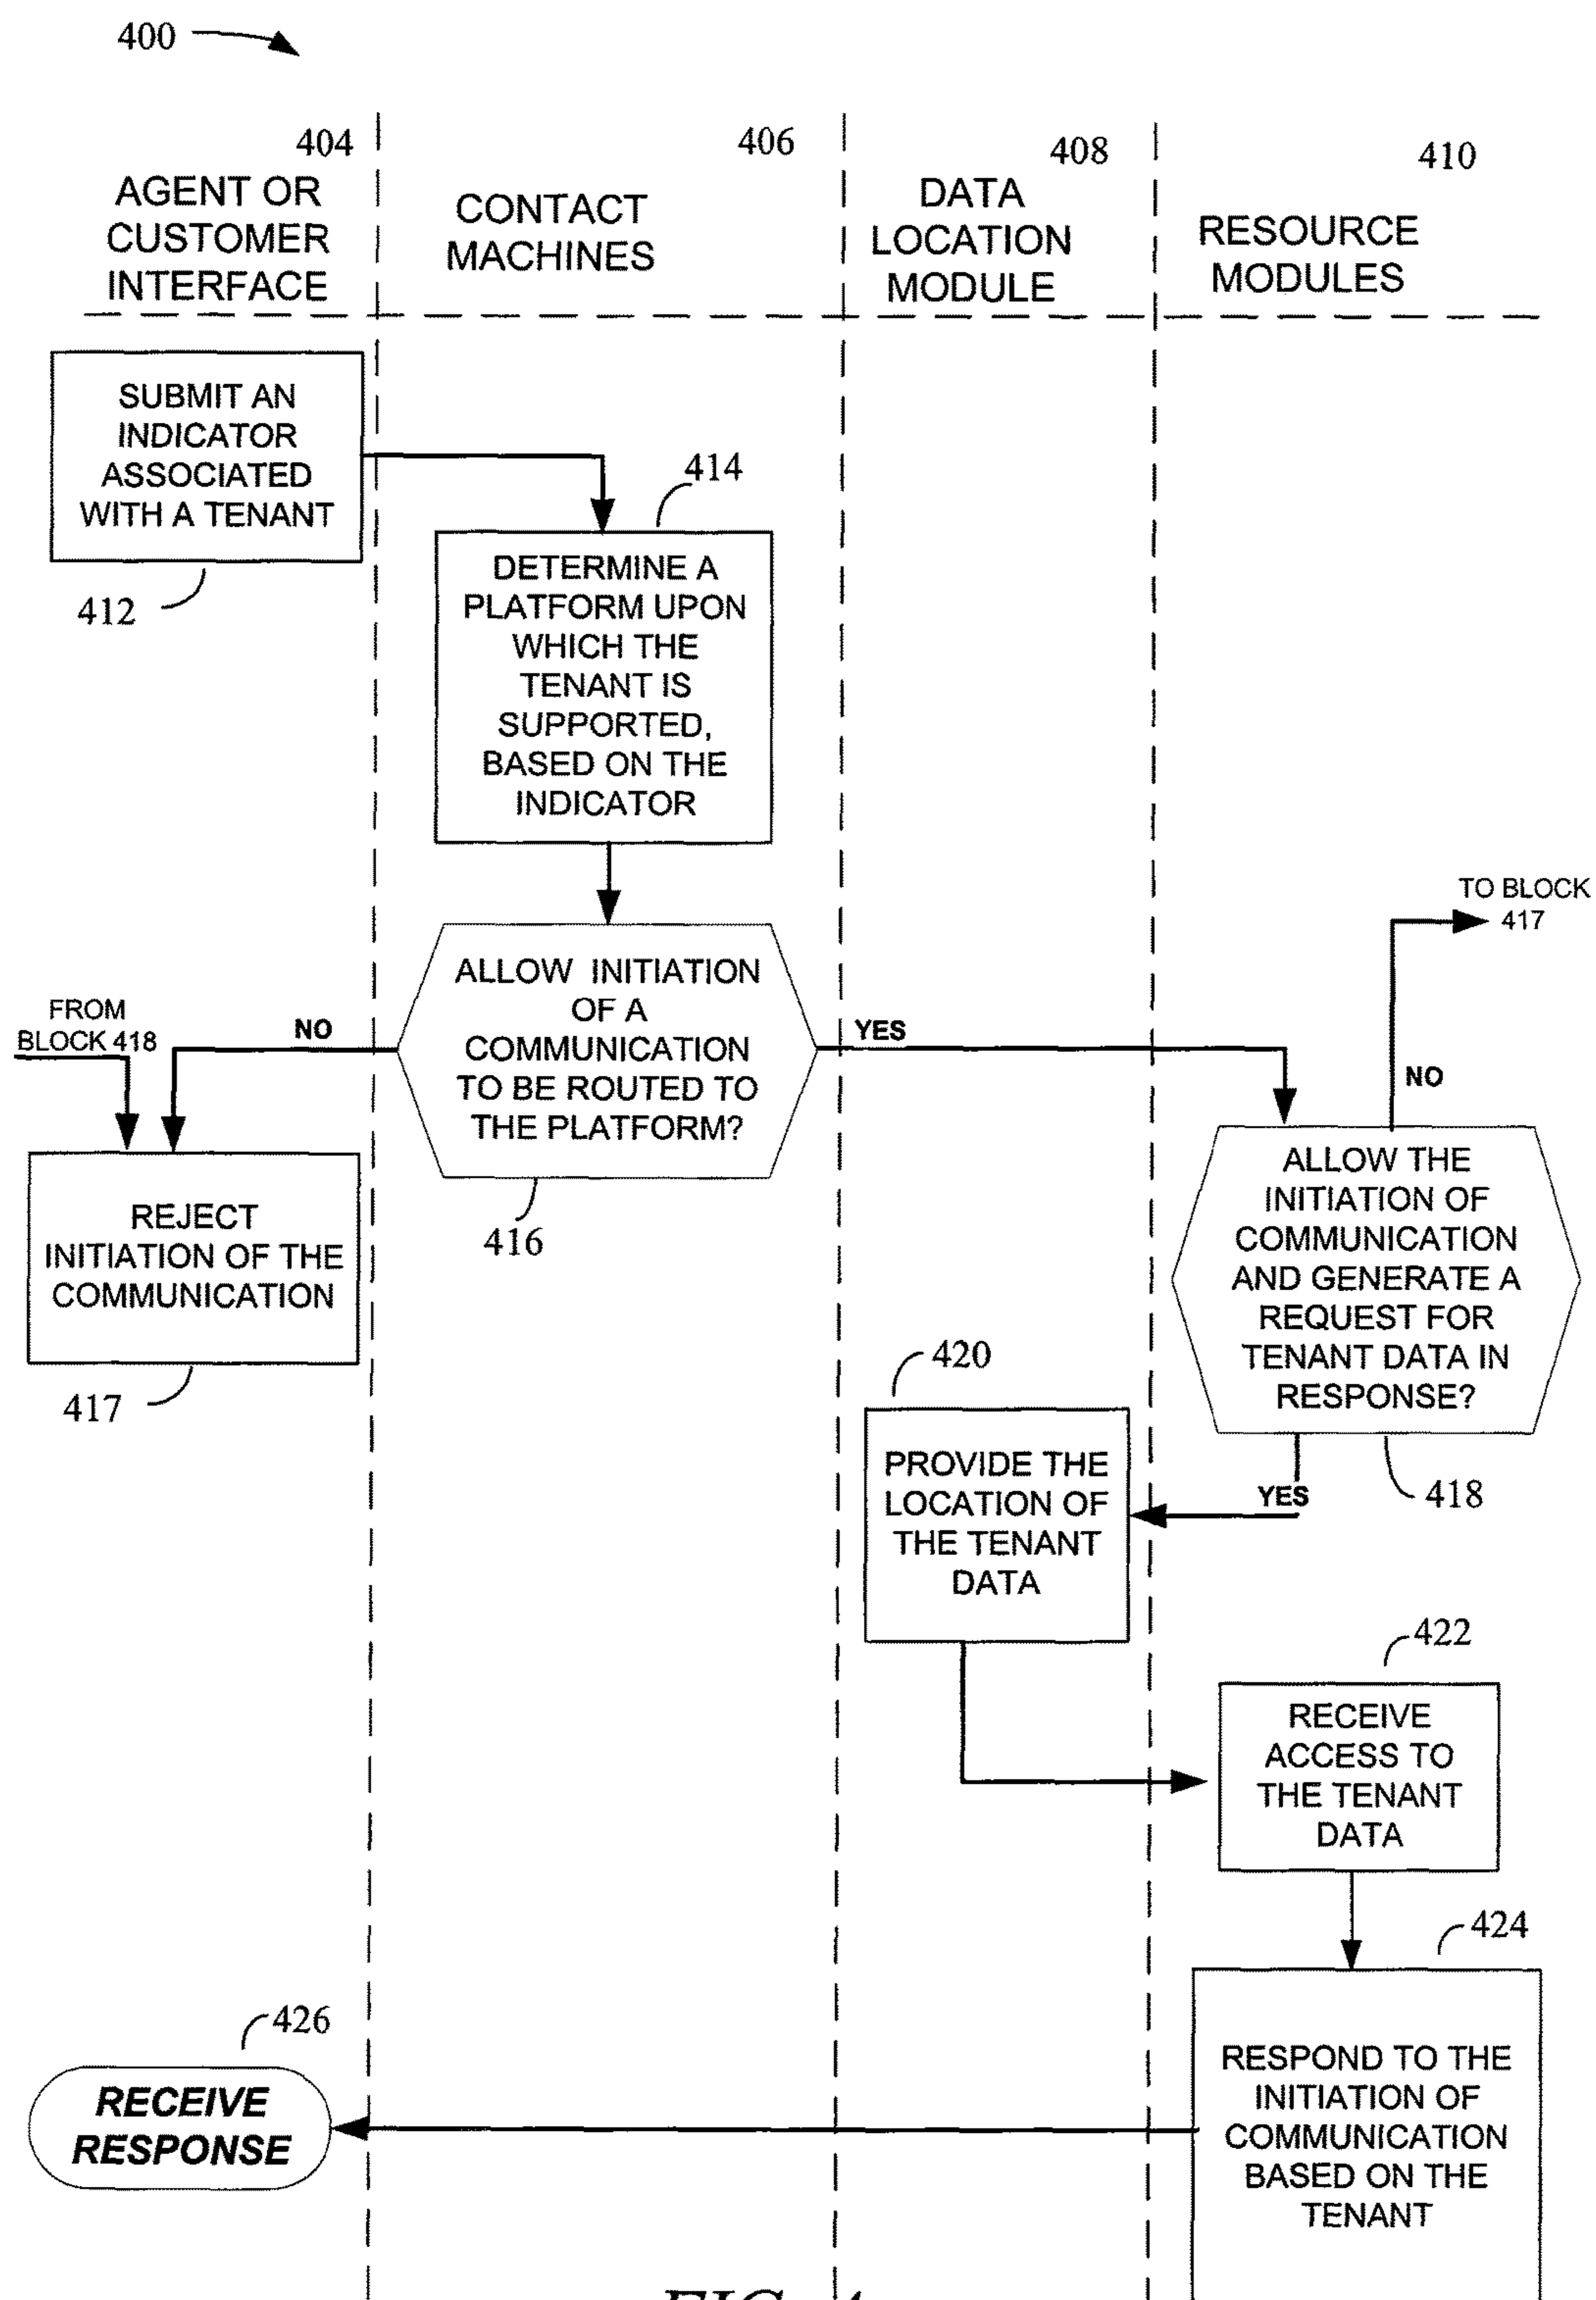 400
404
AGENT OR
CUSTOMER
INTERFACE
406
CONTACT
MACHINES
408
DATA
LOCATION
MODULE
410
RESOURCE
MODULES
SUBMIT AN
INDICATOR
ASSOCIATED
WITH A TENANT
412
414
DETERMINE A
PLATFORM UPON
WHICH THE
TENANT IS
SUPPORTED,
BASED ON THE
INDICATOR
ALLOW INITIATION
OF A
COMMUNICATION
TO BE ROUTED TO
THE PLATFORM?
416
NO
YES
FROM
BLOCK 418
REJECT
INITIATION OF THE
COMMUNICATION
417
TO BLOCK
417
NO
ALLOW THE
INITIATION OF
COMMUNICATION
AND GENERATE A
REQUEST FOR
TENANT DATA IN
RESPONSE?
418
YES
420
PROVIDE THE
LOCATION OF
THE TENANT
DATA
422
RECEIVE
ACCESS TO
THE TENANT
DATA
424
RESPOND TO THE
INITIATION OF
COMMUNICATION
BASED ON THE
TENANT
426
RECEIVE
RESPONSE